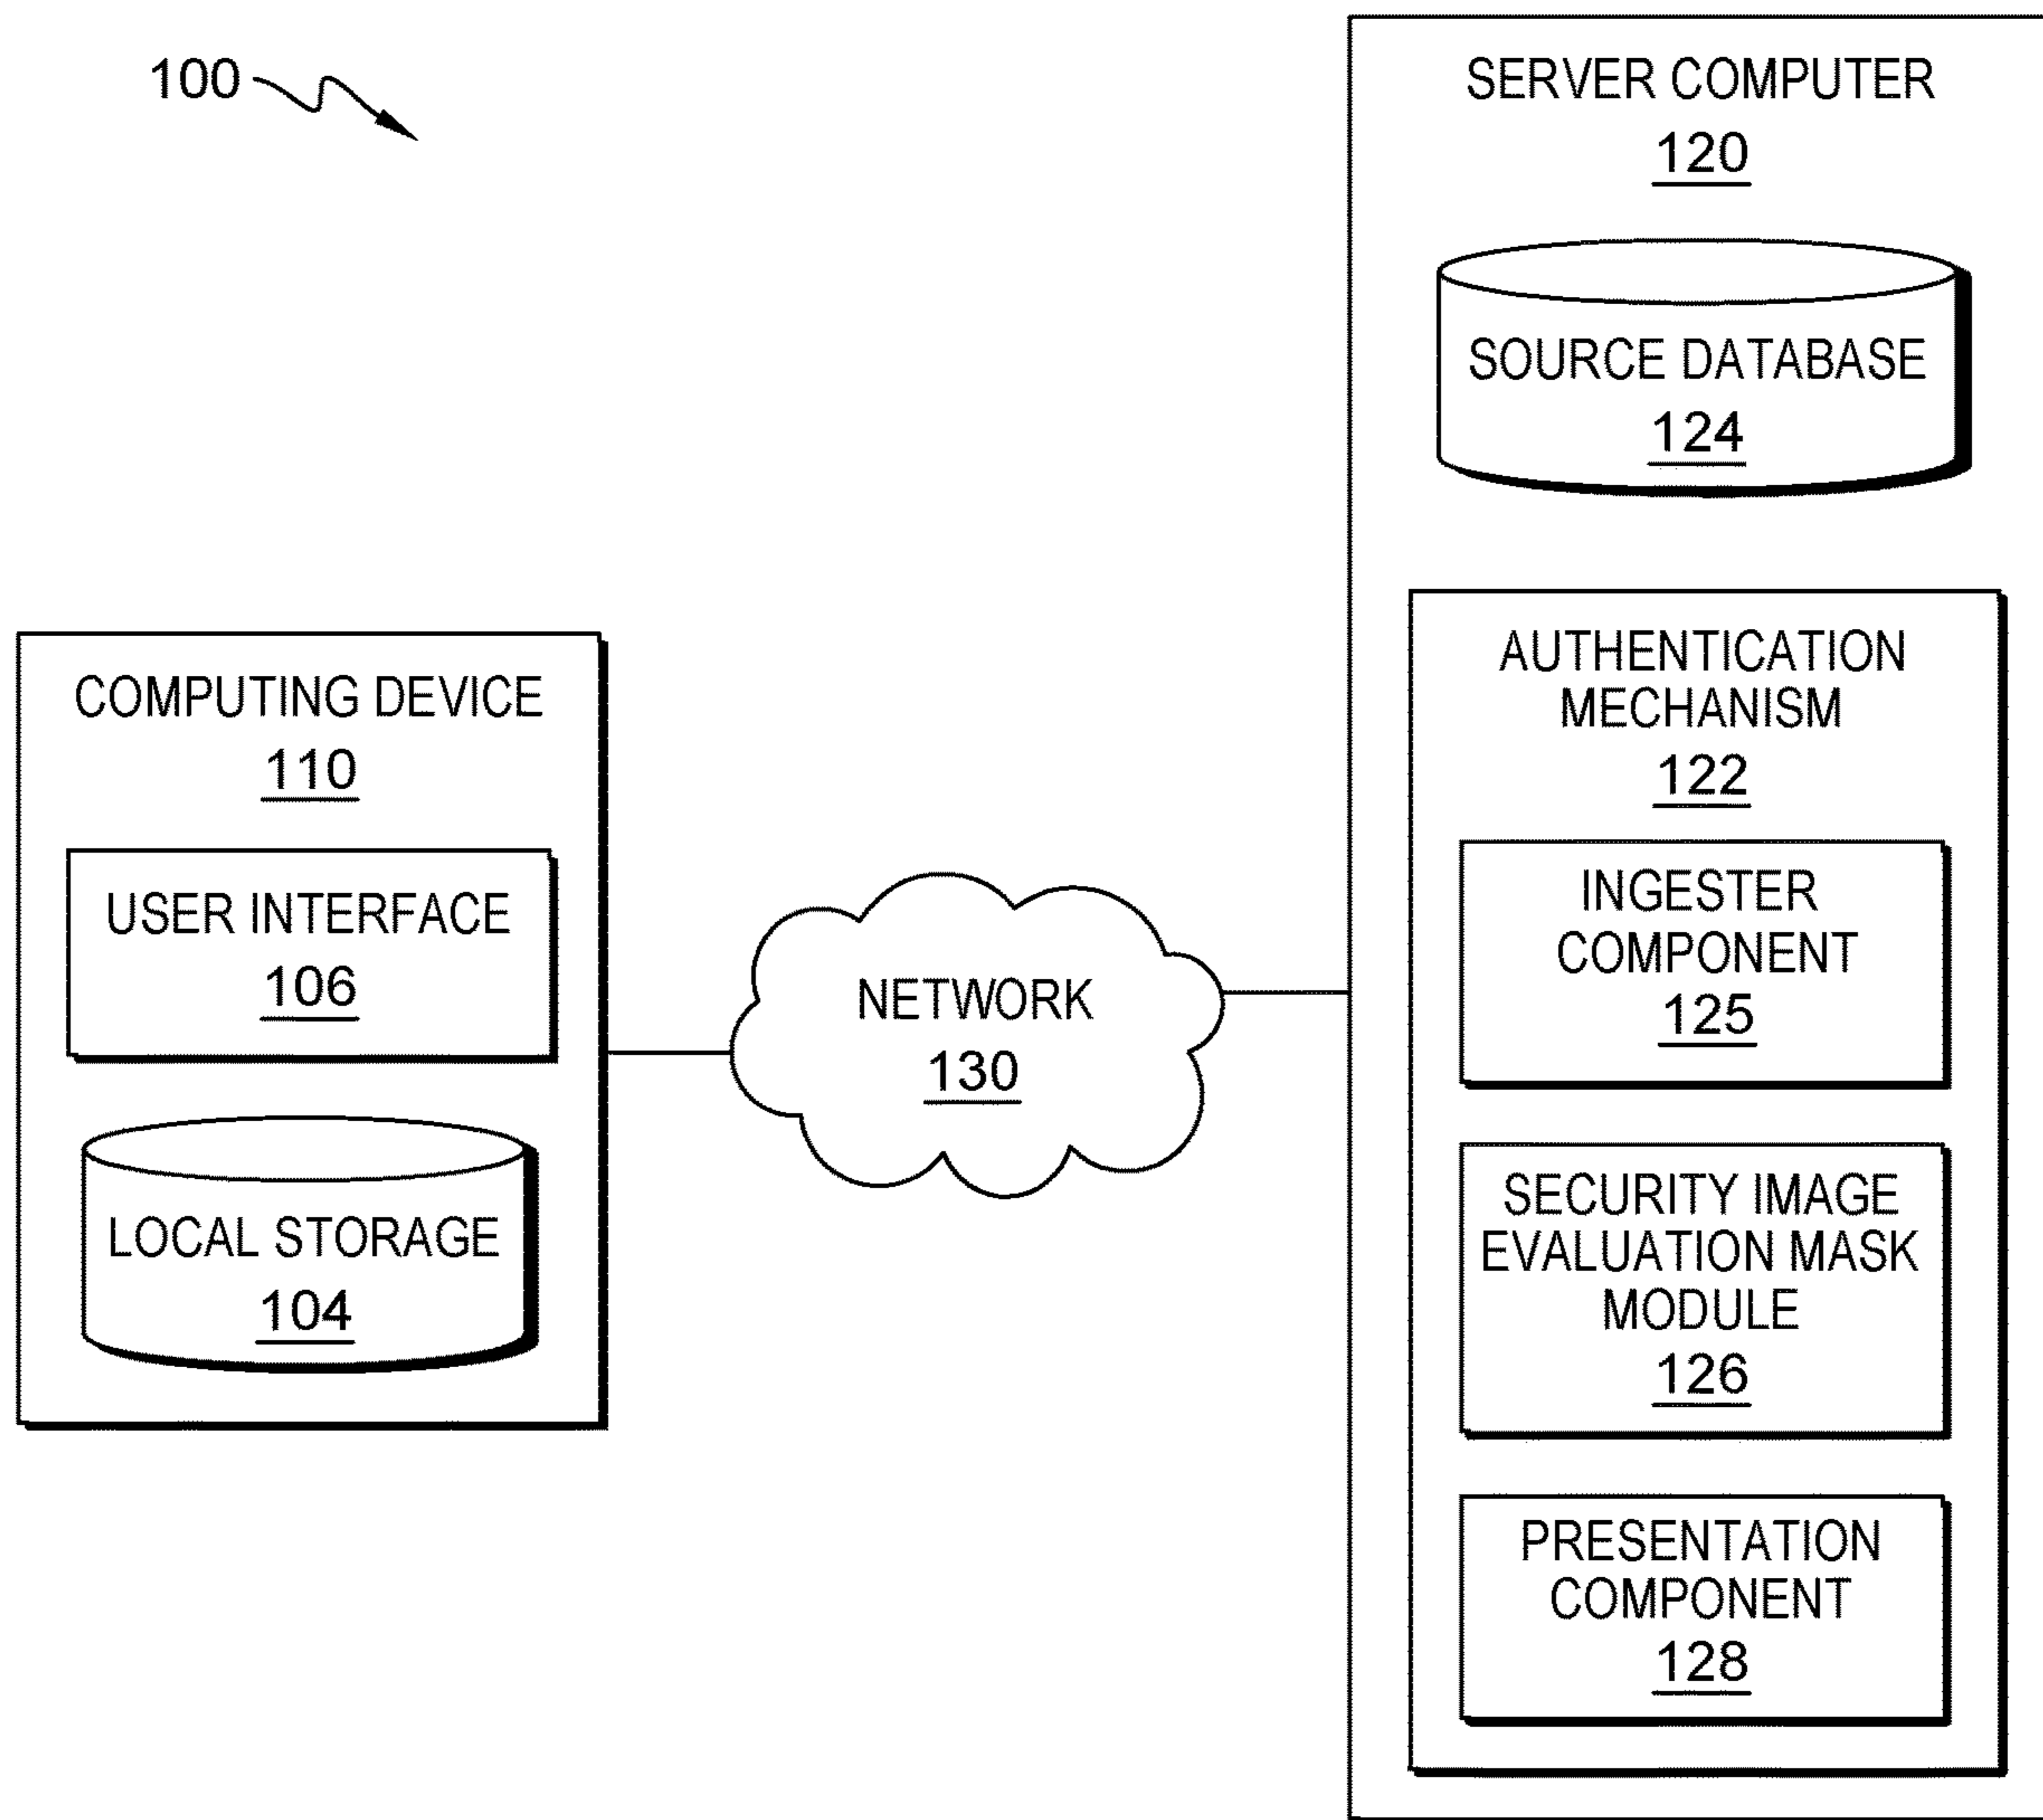 100
SERVER COMPUTER
120
SOURCE DATABASE
124
AUTHENTICATION
MECHANISM
122
INGESTER
COMPONENT
125
SECURITY IMAGE
EVALUATION MASK
MODULE
126
PRESENTATION
COMPONENT
128
COMPUTING DEVICE
110
USER INTERFACE
106
LOCAL STORAGE
104
NETWORK
130